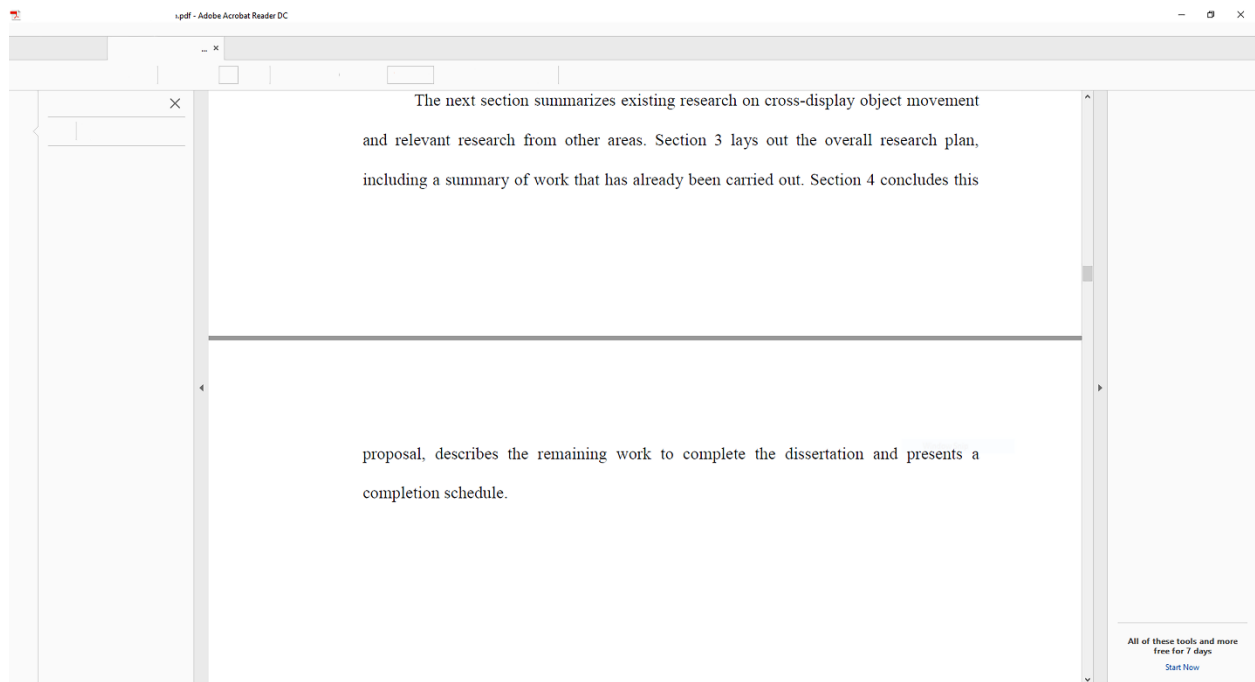 s.pdf - Adobe Acrobat Reader DC
...
The next section summarizes existing research on cross-display object movement
and relevant research from other areas. Section 3 lays out the overall research plan,
including a summary of work that has already been carried out. Section 4 concludes this
proposal, describes the remaining work to complete the dissertation and presents a
completion schedule.
All of these tools and more
free for 7 days
Start Now